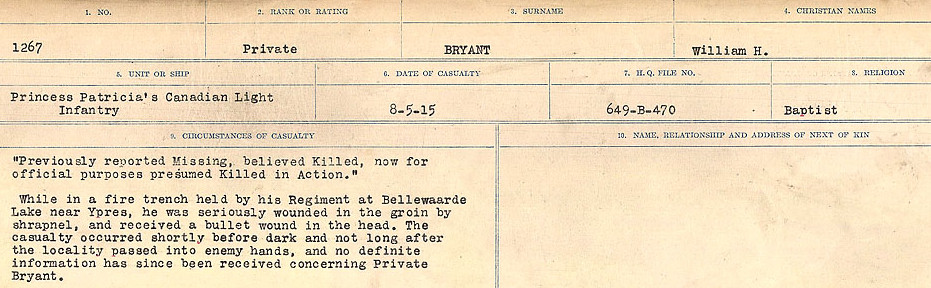 1. NO. 2. RANK OR RATING 3. SURNAME 4. CHRISTIAN NAMES
1267 Private BRYANT William H.
5. UNIT OR SHIP 6. DATE OF CASUALTY 7. H.Q. FILE NO. 8. RELIGION
Princess Patricia's Canadian Light
Infantry 8-5-15 649-B-470 Baptist
9. CIRCUMSTANCES OF CASUALTY 10. NAME, RELATIONSHIP AND ADDRESS OF NEXT OF KIN
"Previously reported Missing, believed Killed, now for
official purposes presumed Killed in Action."
While in a fire trench held by his Regiment at Bellewaarde
Lake near Ypres, he was seriously wounded in the groin by
shrapnel, and received a bullet wound in the head. The
casualty occurred shortly before dark and not long after
the locality passed into enemy hands, and no definite
information has since been received concerning Private
Bryant.